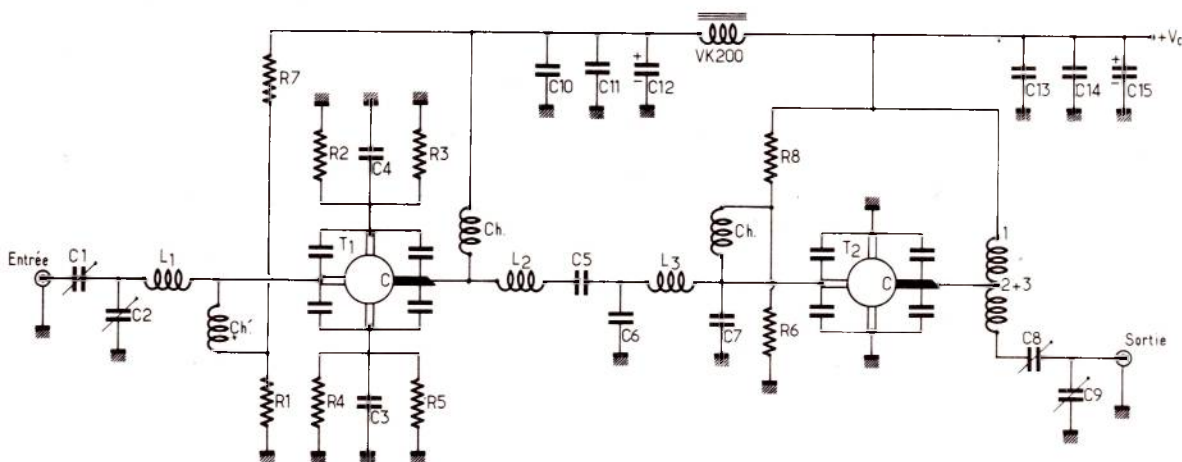 VK200
++Vc
R7
C10
C11
+
-
C12
C13
C14
+
-
C15
R2
C4
R3
R8
Entrée
C1
L1
T1
C
Ch.
L2
C5
L3
Ch.
T2
C
1
2+3
C2
Ch.
C6
C7
R6
C8
Sortie
C9
R1
R4
C3
R5